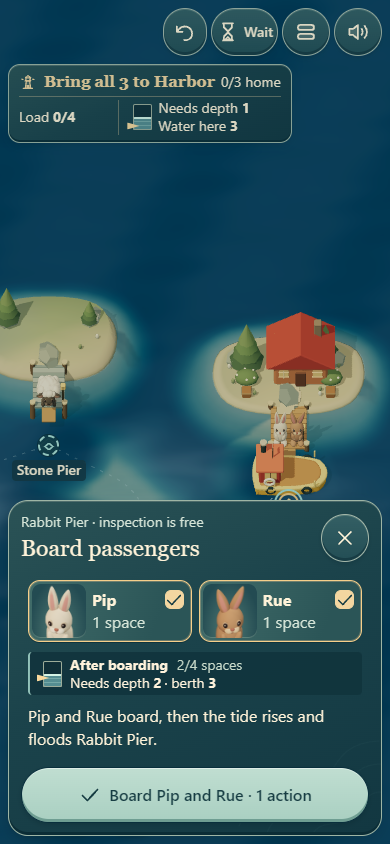 Wait
Bring all 3 to Harbor 0/3 home
Load 0/4
Needs depth 1
Water here 3
Stone Pier
Rabbit Pier · inspection is free
Board passengers
Pip
1 space
Rue
1 space
After boarding 2/4 spaces
Needs depth 2 · berth 3
Pip and Rue board, then the tide rises and
floods Rabbit Pier.
Board Pip and Rue · 1 action